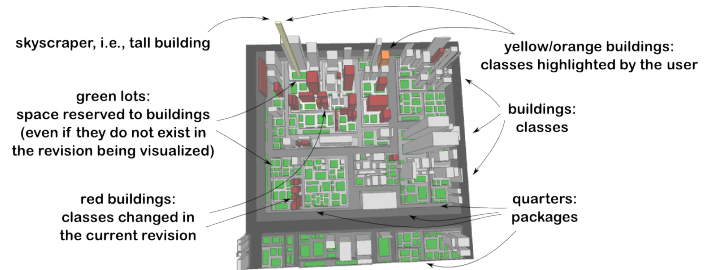 skyscraper, i.e., tall building
green lots:
space reserved to buildings
(even if they do not exist in
the revision being visualized)
red buildings:
classes changed in
the current revision
yellow/orange buildings:
classes highlighted by the user
buildings:
classes
quarters:
packages